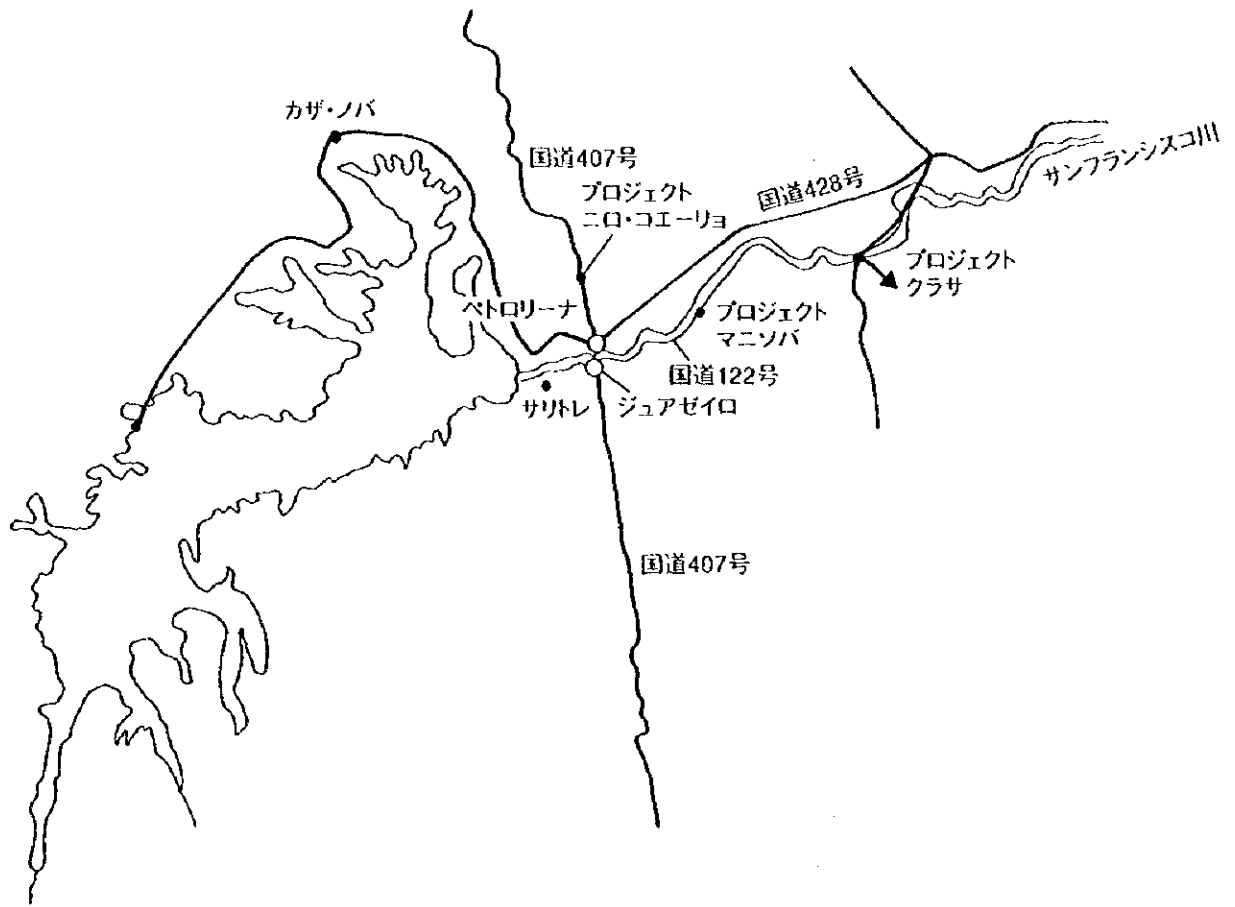 カザ・ノバ
国道407号
プロジェクト
ニロ・コエーリョ
国道428号
サンフランシスコ川
ペトロリーナ
プロジェクト
クラサ
プロジェクト
マニソバ
国道122号
サリトレ
ジュアゼイロ
国道407号